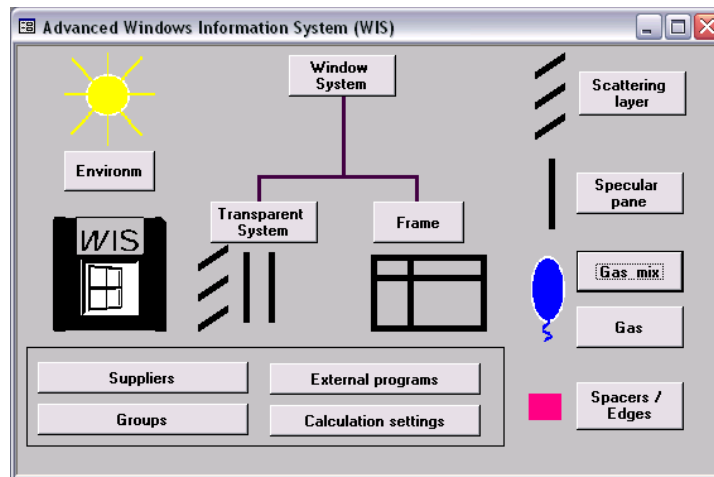 Advanced Windows Information System (WIS)
Window
System
Scattering
layer
Environm
Specular
pane
Transparent
System
Frame
WIS
Gas mix
Gas
Suppliers
External programs
Groups
Calculation settings
Spacers /
Edges